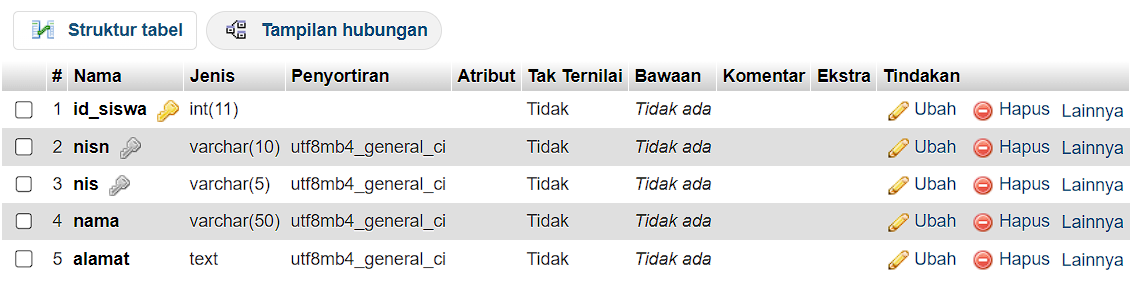 Struktur tabel Tampilan hubungan
# Nama Jenis Penyortiran Atribut Tak Ternilai Bawaan Komentar Ekstra Tindakan
1 id_siswa int(11) Tidak Tidak ada Ubah Hapus Lainnya
2 nisn varchar(10) utf8mb4_general_ci Tidak Tidak ada Ubah Hapus Lainnya
3 nis varchar(5) utf8mb4_general_ci Tidak Tidak ada Ubah Hapus Lainnya
4 nama varchar(50) utf8mb4_general_ci Tidak Tidak ada Ubah Hapus Lainnya
5 alamat text utf8mb4_general_ci Tidak Tidak ada Ubah Hapus Lainnya